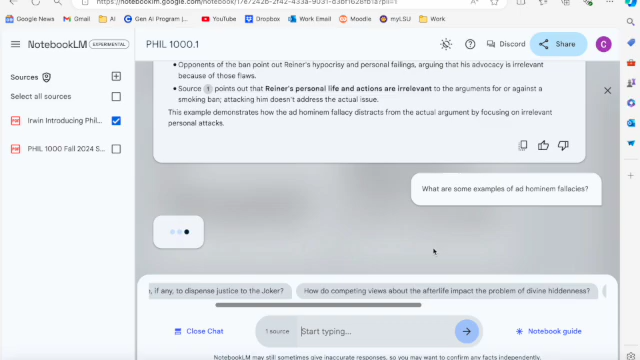 https://notebooklm.google.com/notebook/17e7242b-2f42-433a-9031-d3bf1628fb1a?pli=1
Google News Gmail AI Gen AI Program (... YouTube Dropbox Work Email Moodle myLSU Work
NotebookLM EXPERIMENTAL
PHIL 1000.1
Discord
Share
C
Sources
Select all sources
Irwin Introducing Phil...
PHIL 1000 Fall 2024 S...
• Opponents of the ban point out Reiner's hypocrisy and personal failings, arguing that his advocacy is irrelevant
because of those flaws.
• Source 1 points out that Reiner's personal life and actions are irrelevant to the arguments for or against a
smoking ban; attacking him doesn't address the actual issue.
This example demonstrates how the ad hominem fallacy distracts from the actual argument by focusing on irrelevant
personal attacks.
What are some examples of ad hominem fallacies?
, if any, to dispense justice to the Joker?
How do competing views about the afterlife impact the problem of divine hiddenness?
Close Chat
1 source
Start typing...
Notebook guide
NotebookLM may still sometimes give inaccurate responses, so you may want to confirm any facts independently.